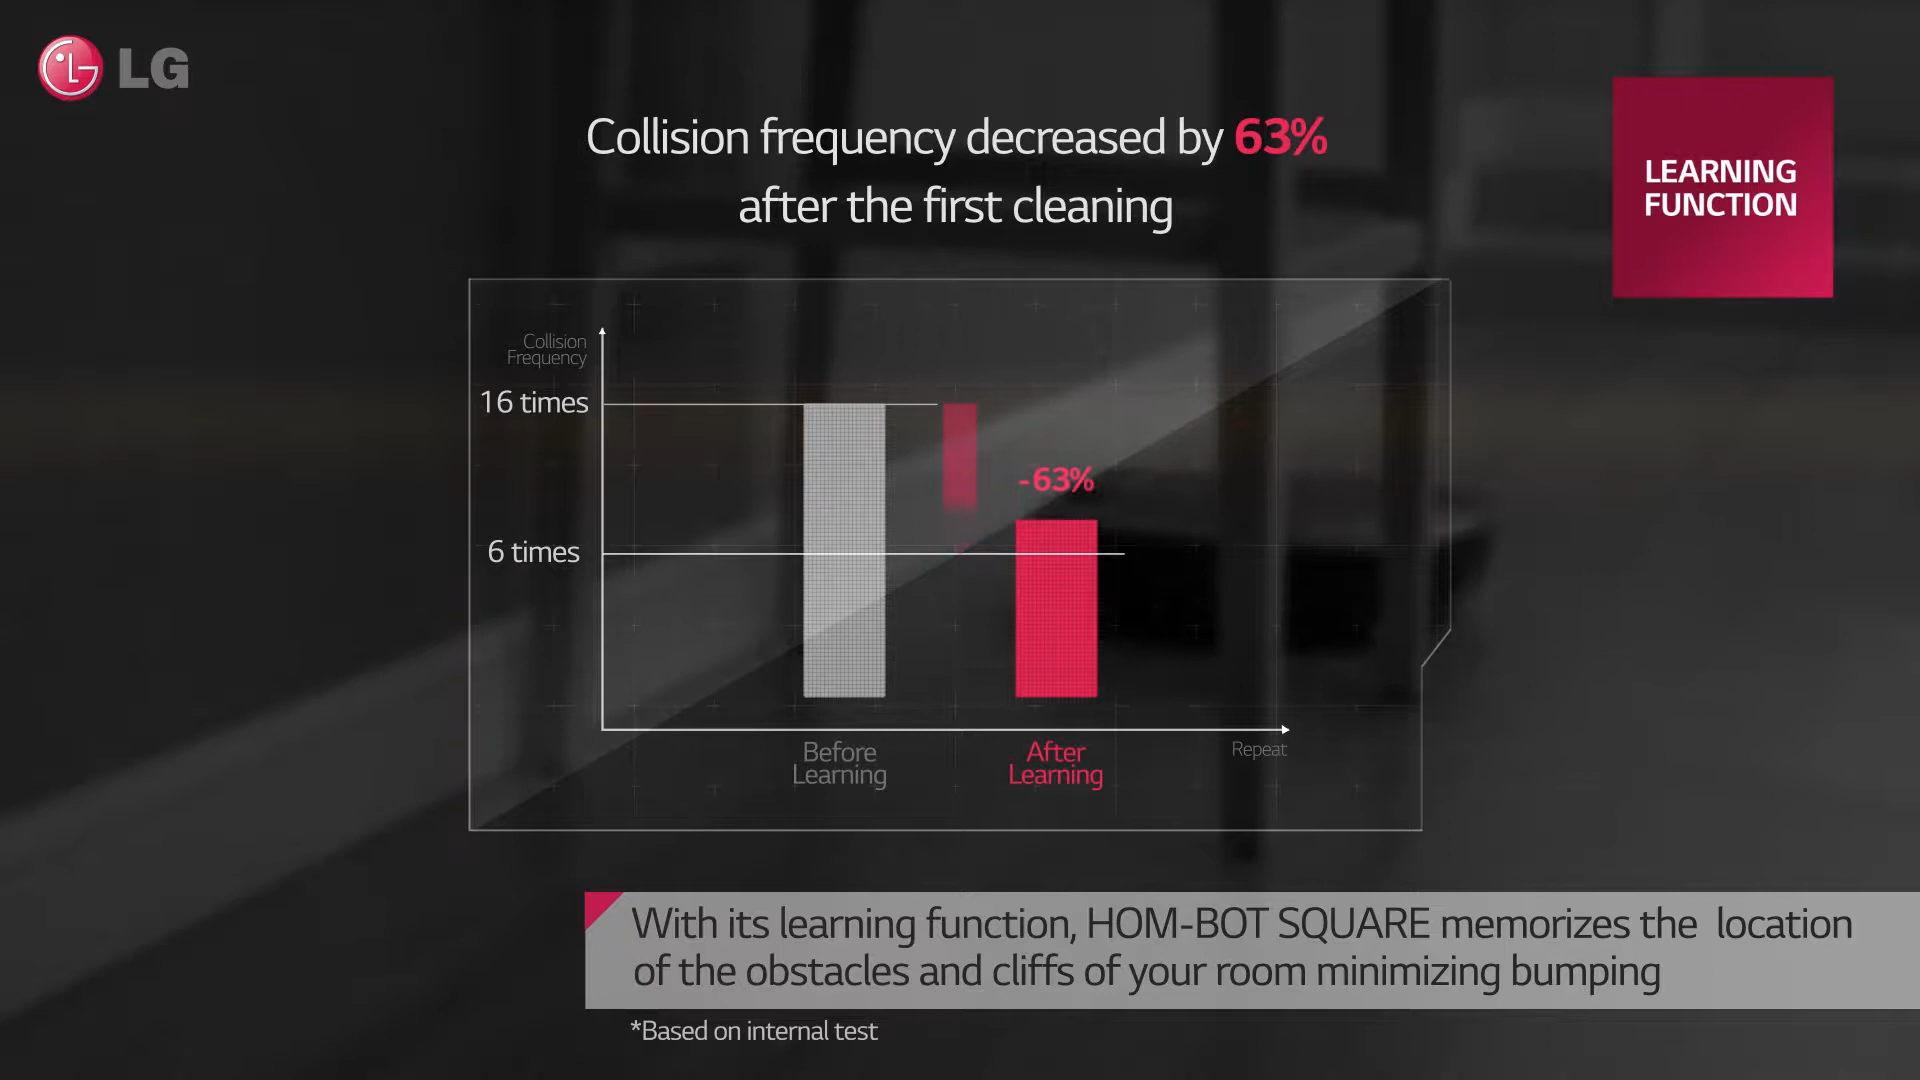 LG
Collision frequency decreased by 63%
after the first cleaning
LEARNING
FUNCTION
Collision
Frequency
16 times
-63%
6 times
Before
Learning
After
Learning
Repeat
With its learning function, HOM-BOT SQUARE memorizes the location
of the obstacles and cliffs of your room minimizing bumping
*Based on internal test